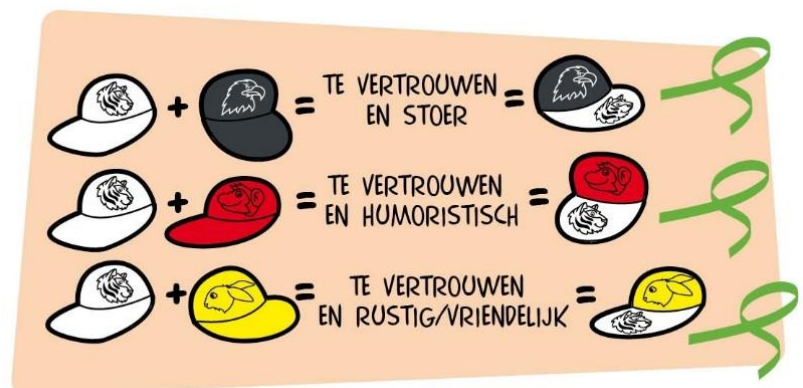 + = TE VERTROUWEN
EN STOER =
+ = TE VERTROUWEN
EN HUMORISTISCH =
+ = TE VERTROUWEN
EN RUSTIG/VRIENDELIJK =